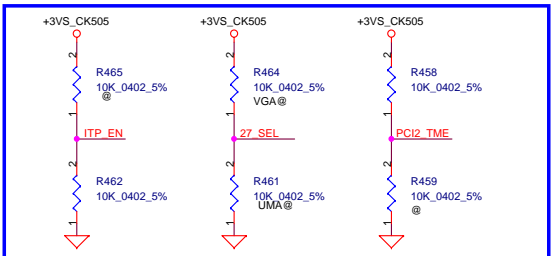 +3VS_CK505 +3VS_CK505 +3VS_CK505
2 2 2
R465 R464 R458
10K_0402_5% 10K_0402_5% 10K_0402_5%
@ VGA@
1 1 1
ITP_EN 27_SEL PCI2_TME
2 2 2
R462 R461 R459
10K_0402_5% 10K_0402_5% 10K_0402_5%
UMA@ @
1 1 1